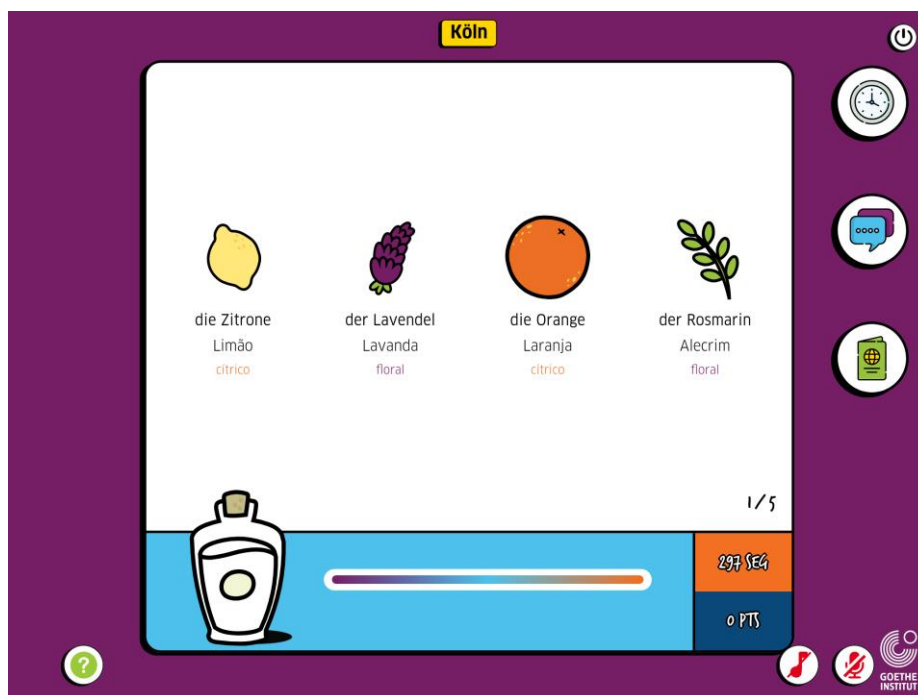 Köln
die Zitrone
Limão
cítrico
der Lavendel
Lavanda
floral
die Orange
Laranja
cítrico
der Rosmarin
Alecrim
floral
1/5
297 SEG
0 PTS
?
GOETHE
INSTITUT